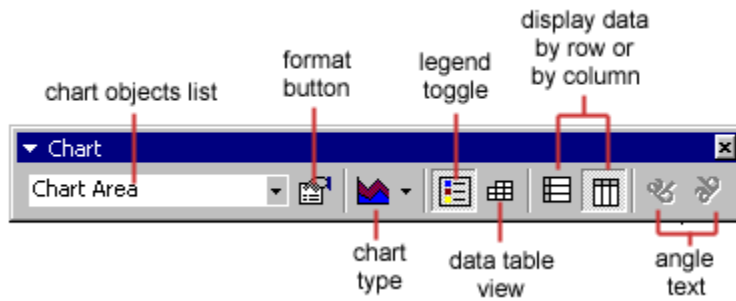 display data
by row or
by column
format
button
legend
toggle
chart objects list
Chart
Chart Area
chart
type
data table
view
angle
text